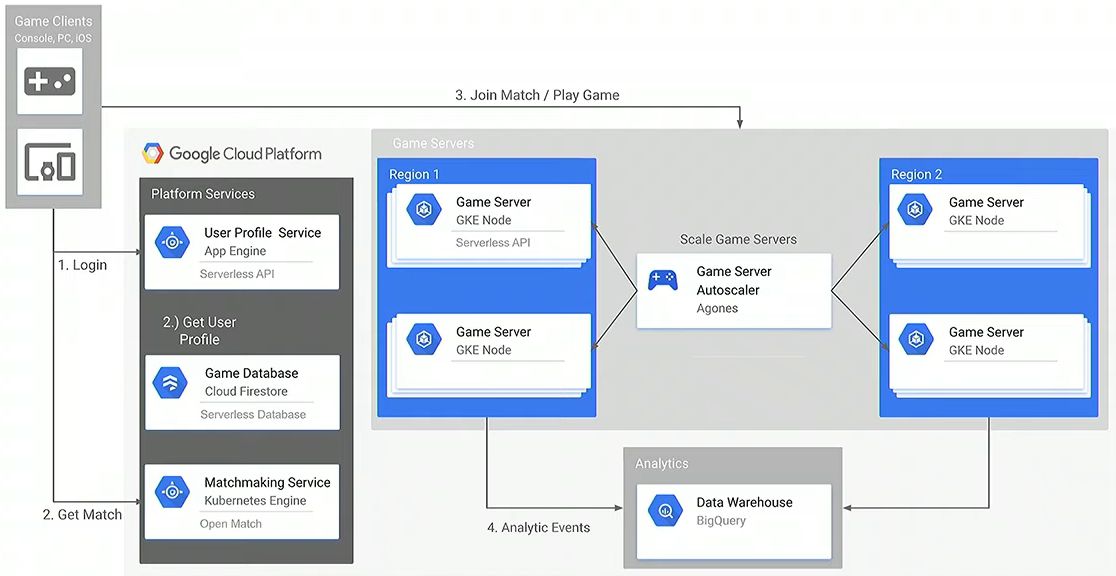 Game Clients
Console, PC, iOS
3. Join Match / Play Game
Google Cloud Platform
Platform Services
User Profile Service
App Engine
Serverless API
1. Login
2.) Get User
Profile
Game Database
Cloud Firestore
Serverless Database
Matchmaking Service
Kubernetes Engine
Open Match
2. Get Match
Game Servers
Region 1
Game Server
GKE Node
Serverless API
Game Server
GKE Node
Scale Game Servers
Game Server
Autoscaler
Agones
Region 2
Game Server
GKE Node
Game Server
GKE Node
4. Analytic Events
Analytics
Data Warehouse
BigQuery